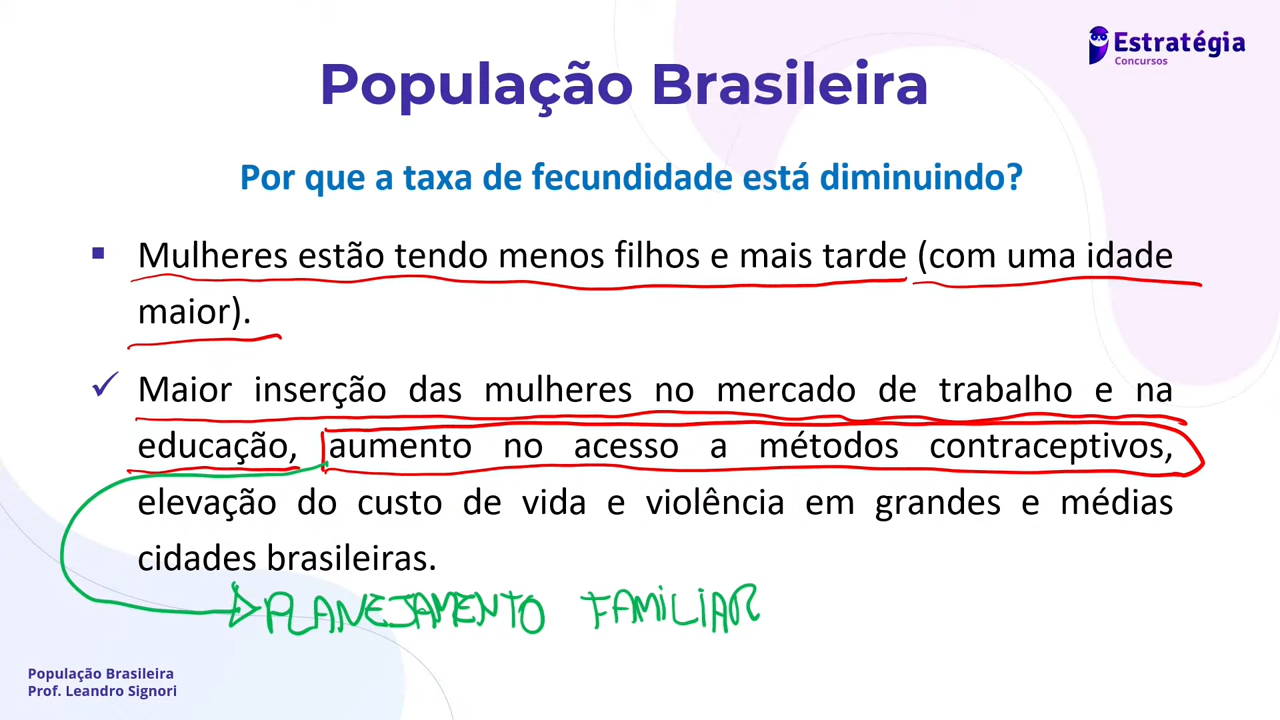 Estratégia
Concursos
População Brasileira
Por que a taxa de fecundidade está diminuindo?
Mulheres estão tendo menos filhos e mais tarde (com uma idade
maior).
Maior inserção das mulheres no mercado de trabalho e na
educação, aumento no acesso a métodos contraceptivos,
elevação do custo de vida e violência em grandes e médias
cidades brasileiras.
PLANEJAMENTO FAMILIAR
População Brasileira
Prof. Leandro Signori